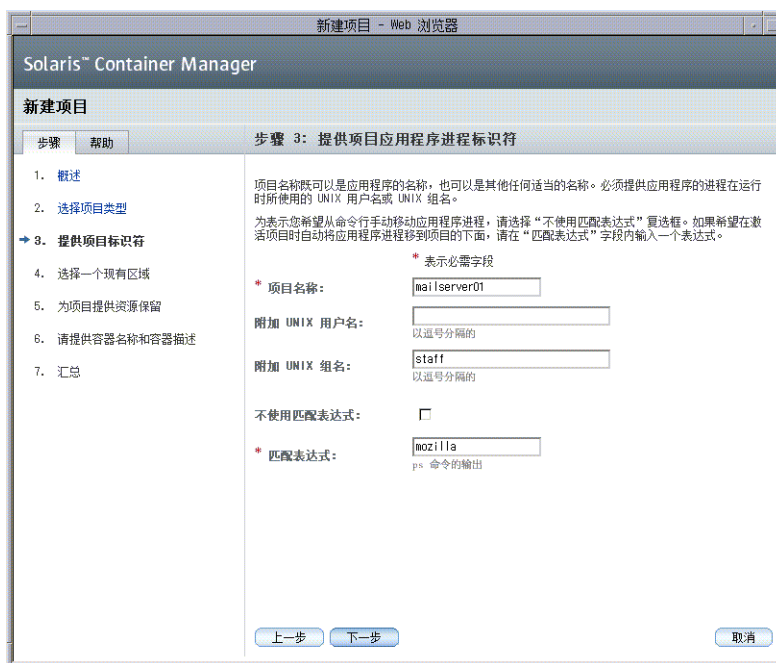 新建项目 - Web 浏览器
Solaris™ Container Manager
新建项目
步骤 帮助
1. 概述
2. 选择项目类型
3. 提供项目标识符
4. 选择一个现有区域
5. 为项目提供资源保留
6. 请提供容器名称和容器描述
7. 汇总
步骤 3: 提供项目应用程序进程标识符
项目名称既可以是应用程序的名称，也可以是其他任何适当的名称。必须提供应用程序的进程在运行
时所使用的 UNIX 用户名或 UNIX 组名。
为表示您希望从命令行手动移动应用程序进程，请选择“不使用匹配表达式”复选框。如果希望在激
活项目时自动将应用程序进程移到项目的下面，请在“匹配表达式”字段内输入一个表达式。
* 表示必需字段
* 项目名称: mailserver01
附加 UNIX 用户名:
以逗号分隔的
附加 UNIX 组名: staff
以逗号分隔的
不使用匹配表达式:
* 匹配表达式: mozilla
ps 命令的输出
上一步 下一步 取消